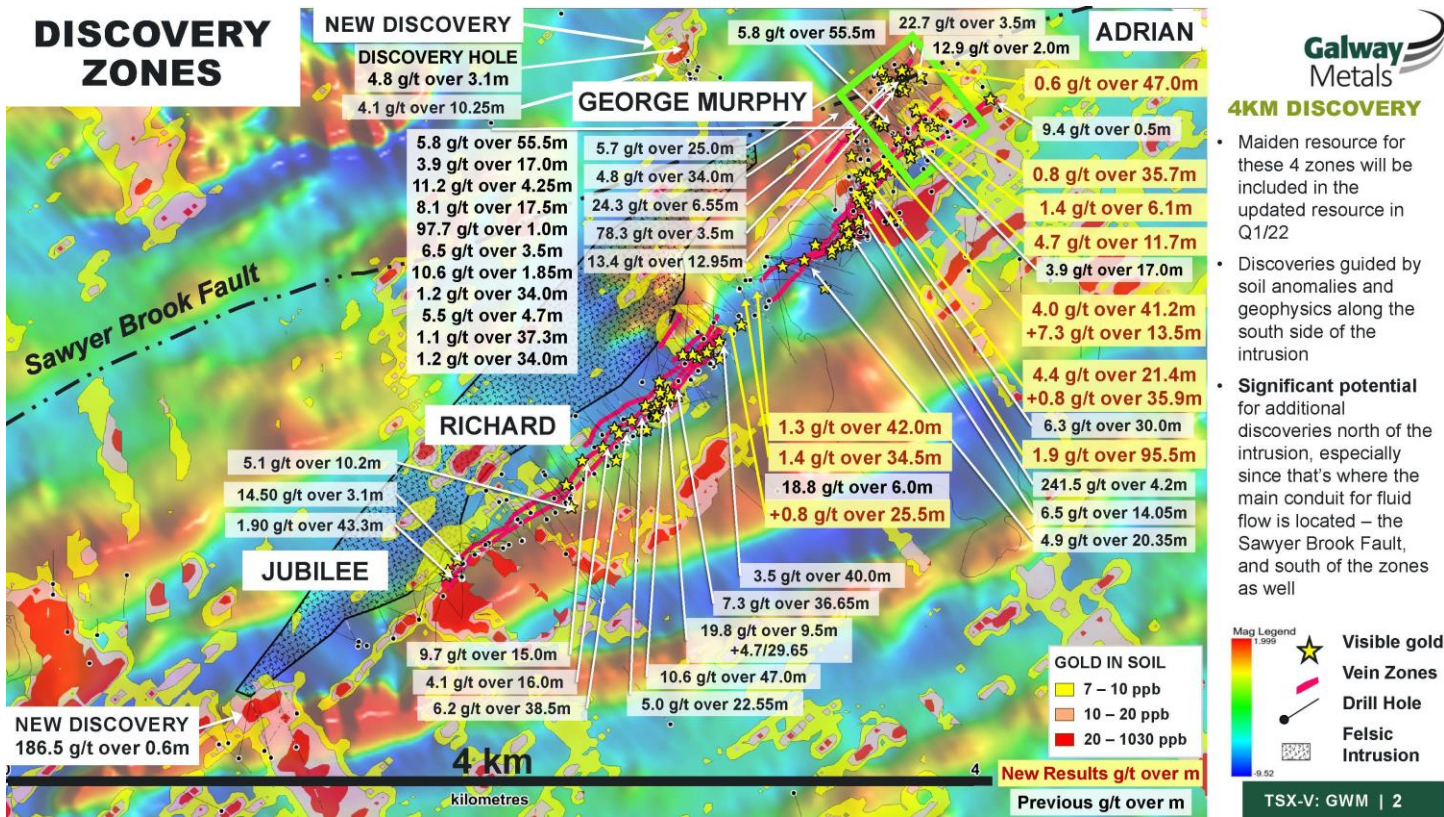 DISCOVERY
ZONES
NEW DISCOVERY
DISCOVERY HOLE
4.8 g/t over 3.1m
4.1 g/t over 10.25m
GEORGE MURPHY
5.8 g/t over 55.5m
22.7 g/t over 3.5m
12.9 g/t over 2.0m
ADRIAN
5.8 g/t over 55.5m
3.9 g/t over 17.0m
11.2 g/t over 4.25m
8.1 g/t over 17.5m
97.7 g/t over 1.0m
6.5 g/t over 3.5m
10.6 g/t over 1.85m
1.2 g/t over 34.0m
5.5 g/t over 4.7m
1.1 g/t over 37.3m
1.2 g/t over 34.0m
5.7 g/t over 25.0m
4.8 g/t over 34.0m
24.3 g/t over 6.55m
78.3 g/t over 3.5m
13.4 g/t over 12.95m
0.6 g/t over 47.0m
9.4 g/t over 0.5m
0.8 g/t over 35.7m
1.4 g/t over 6.1m
4.7 g/t over 11.7m
3.9 g/t over 17.0m
4.0 g/t over 41.2m
+7.3 g/t over 13.5m
4.4 g/t over 21.4m
+0.8 g/t over 35.9m
6.3 g/t over 30.0m
1.9 g/t over 95.5m
241.5 g/t over 4.2m
6.5 g/t over 14.05m
4.9 g/t over 20.35m
Sawyer Brook Fault
RICHARD
1.3 g/t over 42.0m
1.4 g/t over 34.5m
18.8 g/t over 6.0m
+0.8 g/t over 25.5m
5.1 g/t over 10.2m
14.50 g/t over 3.1m
1.90 g/t over 43.3m
JUBILEE
3.5 g/t over 40.0m
7.3 g/t over 36.65m
19.8 g/t over 9.5m
+4.7/29.65
10.6 g/t over 47.0m
5.0 g/t over 22.55m
9.7 g/t over 15.0m
4.1 g/t over 16.0m
6.2 g/t over 38.5m
NEW DISCOVERY
186.5 g/t over 0.6m
GOLD IN SOIL
7 – 10 ppb
10 – 20 ppb
20 – 1030 ppb
4 km
0
4
kilometres
New Results g/t over m
Previous g/t over m
Galway
Metals
4KM DISCOVERY
• Maiden resource for
these 4 zones will be
included in the
updated resource in
Q1/22
• Discoveries guided by
soil anomalies and
geophysics along the
south side of the
intrusion
• Significant potential
for additional
discoveries north of the
intrusion, especially
since that’s where the
main conduit for fluid
flow is located – the
Sawyer Brook Fault,
and south of the zones
as well
Mag Legend
1.999
-9.52
Visible gold
Vein Zones
Drill Hole
Felsic
Intrusion
TSX-V: GWM | 2